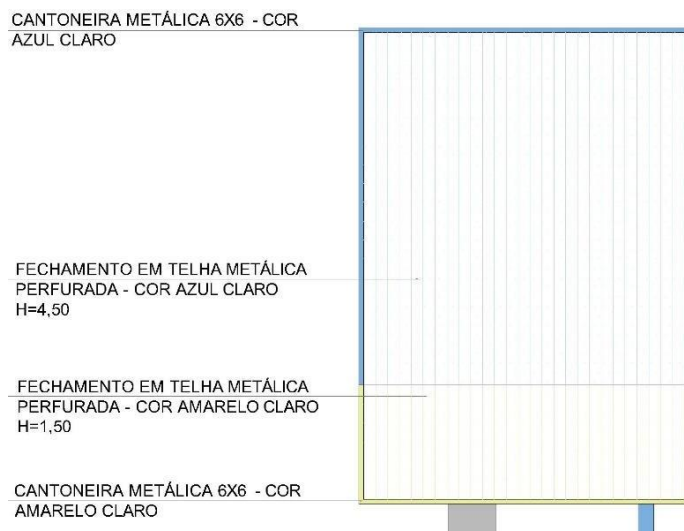 CANTONEIRA METÁLICA 6X6 - COR
AZUL CLARO
FECHAMENTO EM TELHA METÁLICA
PERFURADA - COR AZUL CLARO
H=4,50
FECHAMENTO EM TELHA METÁLICA
PERFURADA - COR AMARELO CLARO
H=1,50
CANTONEIRA METÁLICA 6X6 - COR
AMARELO CLARO